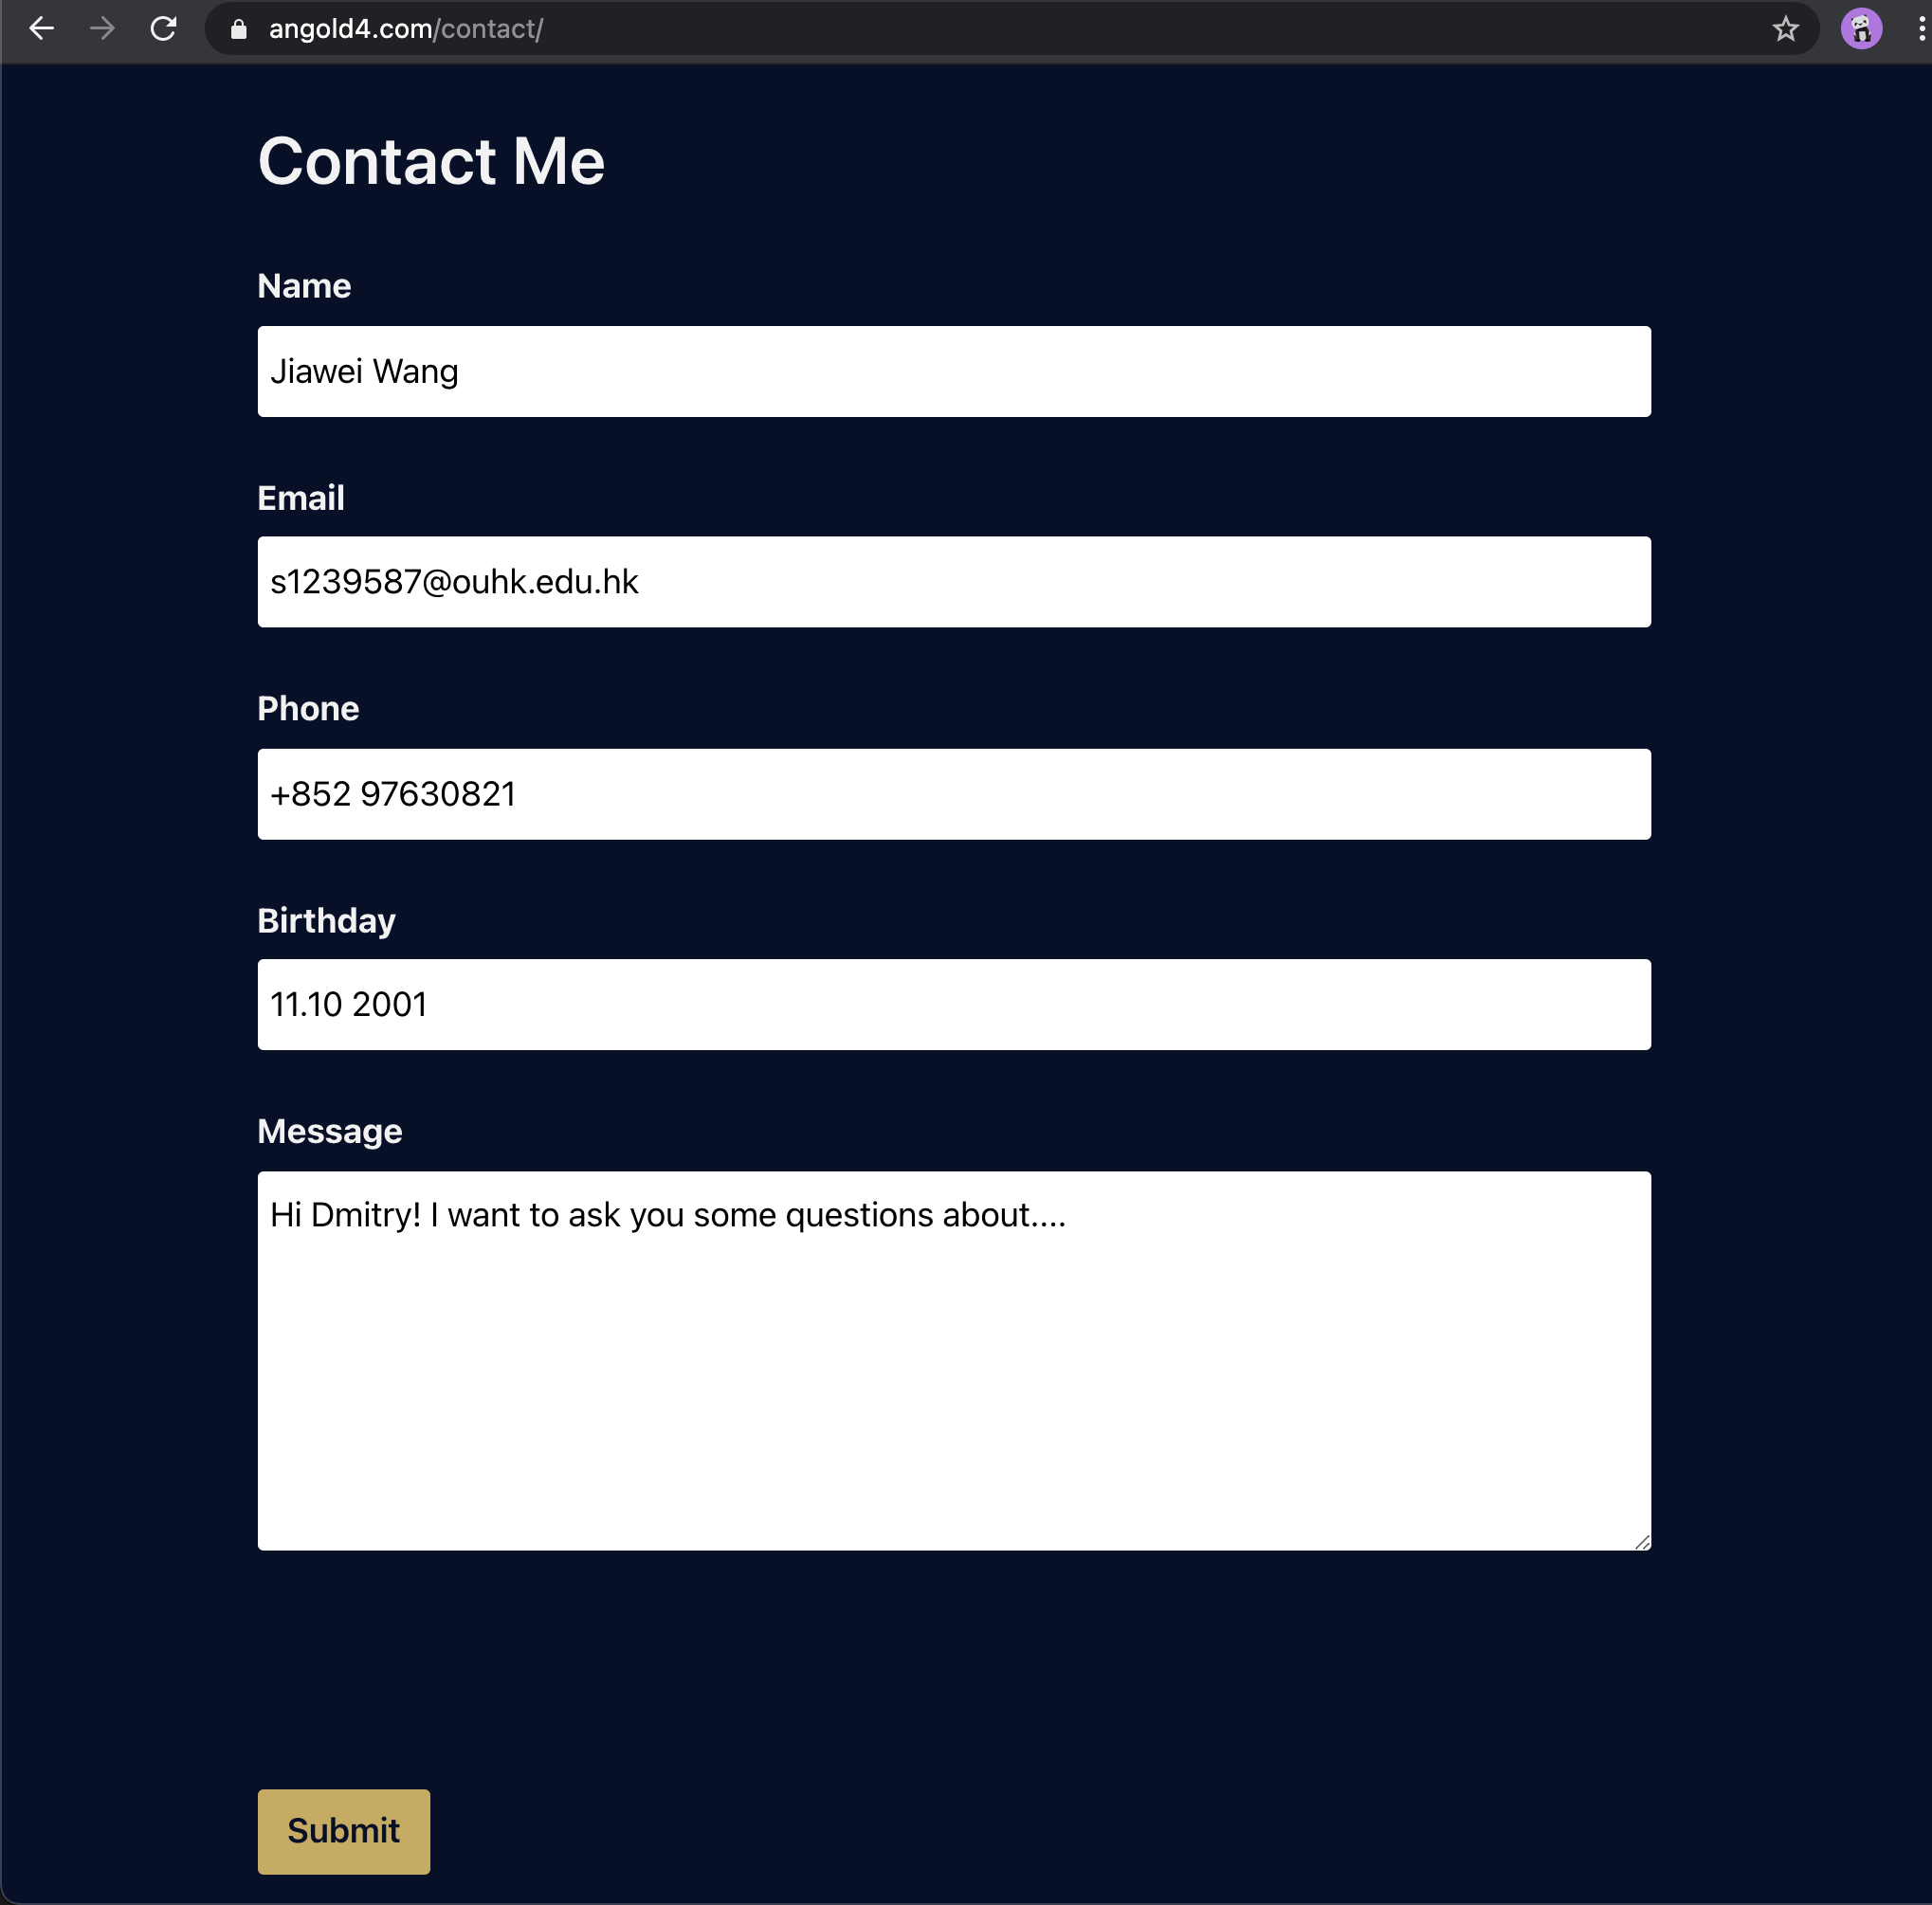 angold4.com/contact/
Contact Me
Name
Jiawei Wang
Email
s1239587@ouhk.edu.hk
Phone
+852 97630821
Birthday
11.10 2001
Message
Hi Dmitry! I want to ask you some questions about....
Submit